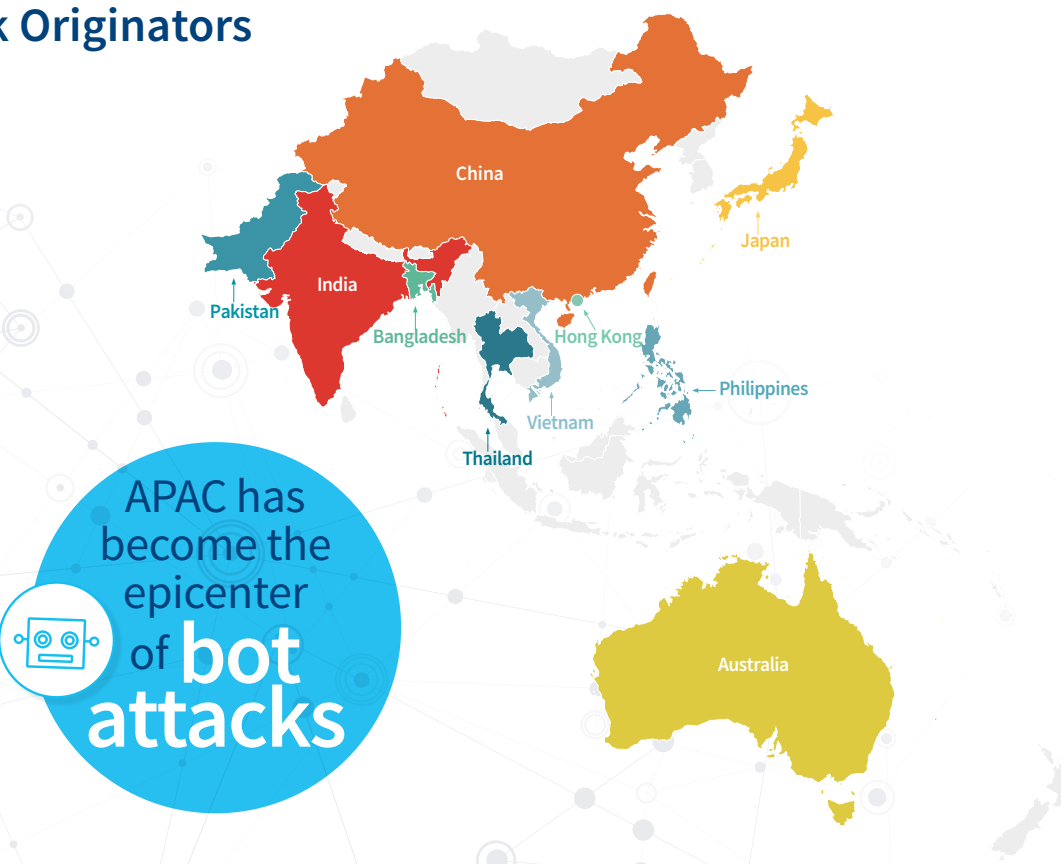 Originators
China
Japan
India
Pakistan
Bangladesh
Hong Kong
Philippines
Vietnam
Thailand
APAC has
become the
epicenter
of bot
attacks
Australia